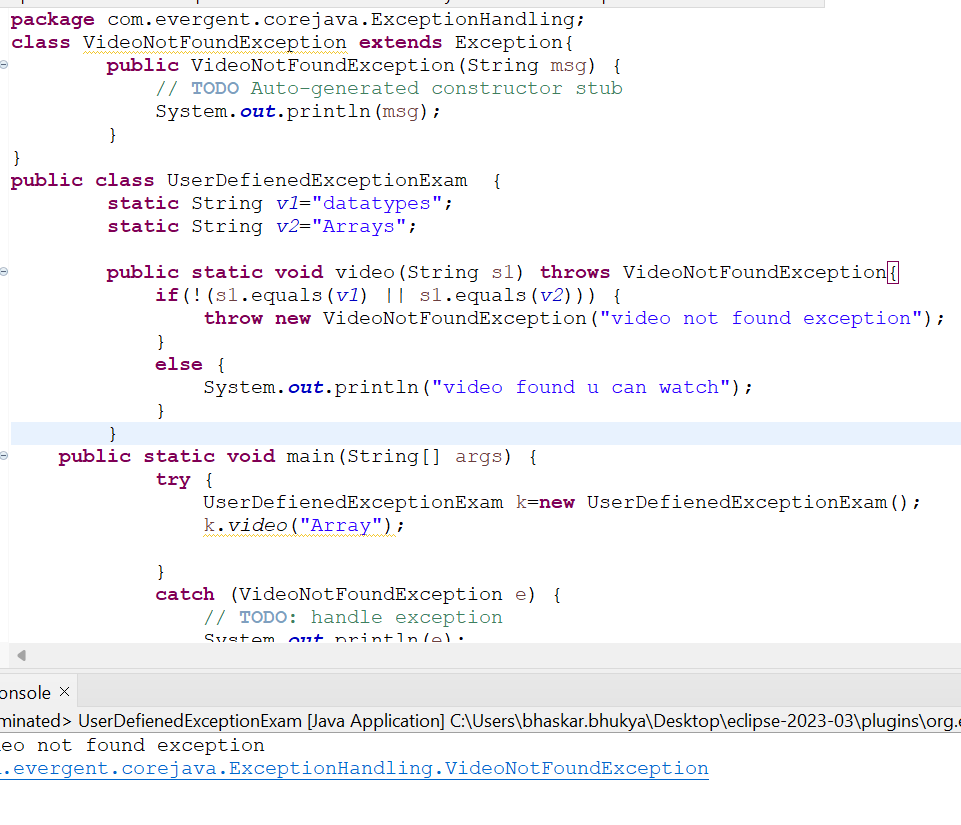 package com.evergent.corejava.ExceptionHandling;
class VideoNotFoundException extends Exception{
public VideoNotFoundException(String msg) {
// TODO Auto-generated constructor stub
System.out.println(msg);
}
}
public class UserDefienedExceptionExam {
static String v1="datatypes";
static String v2="Arrays";
public static void video(String s1) throws VideoNotFoundException{
if(!(s1.equals(v1) || s1.equals(v2))) {
throw new VideoNotFoundException("video not found exception");
}
else {
System.out.println("video found u can watch");
}
}
public static void main(String[] args) {
try {
UserDefienedExceptionExam k=new UserDefienedExceptionExam();
k.video("Array");
}
catch (VideoNotFoundException e) {
// TODO: handle exception
System.out.println(e);
onsole ×
minated> UserDefienedExceptionExam [Java Application] C:\Users\bhaskar.bhukya\Desktop\eclipse-2023-03\plugins\org.e
eo not found exception
.evergent.corejava.ExceptionHandling.VideoNotFoundException